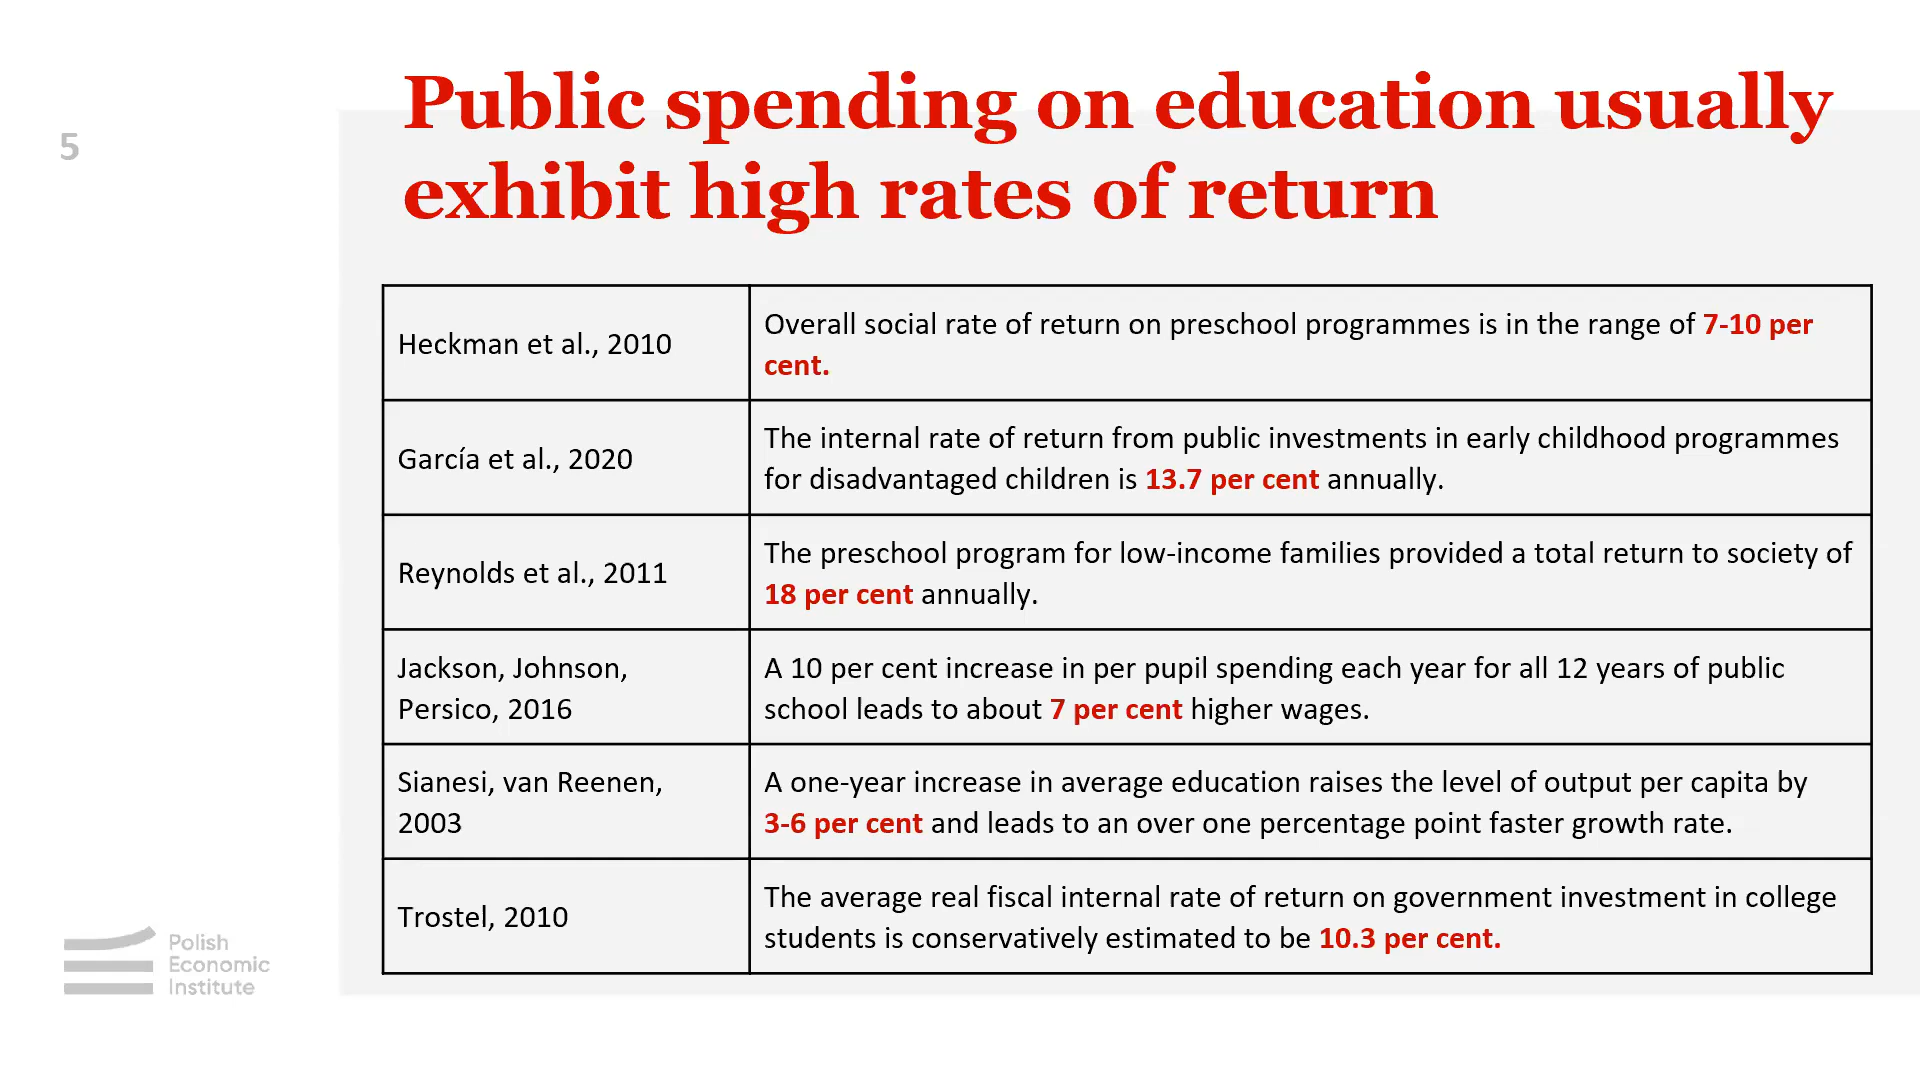 5
Public spending on education usually
exhibit high rates of return
Heckman et al., 2010
Overall social rate of return on preschool programmes is in the range of 7-10 per
cent.
García et al., 2020
The internal rate of return from public investments in early childhood programmes
for disadvantaged children is 13.7 per cent annually.
Reynolds et al., 2011
The preschool program for low-income families provided a total return to society of
18 per cent annually.
Jackson, Johnson,
Persico, 2016
A 10 per cent increase in per pupil spending each year for all 12 years of public
school leads to about 7 per cent higher wages.
Sianesi, van Reenen,
2003
A one-year increase in average education raises the level of output per capita by
3-6 per cent and leads to an over one percentage point faster growth rate.
Trostel, 2010
The average real fiscal internal rate of return on government investment in college
students is conservatively estimated to be 10.3 per cent.
Polish
Economic
Institute